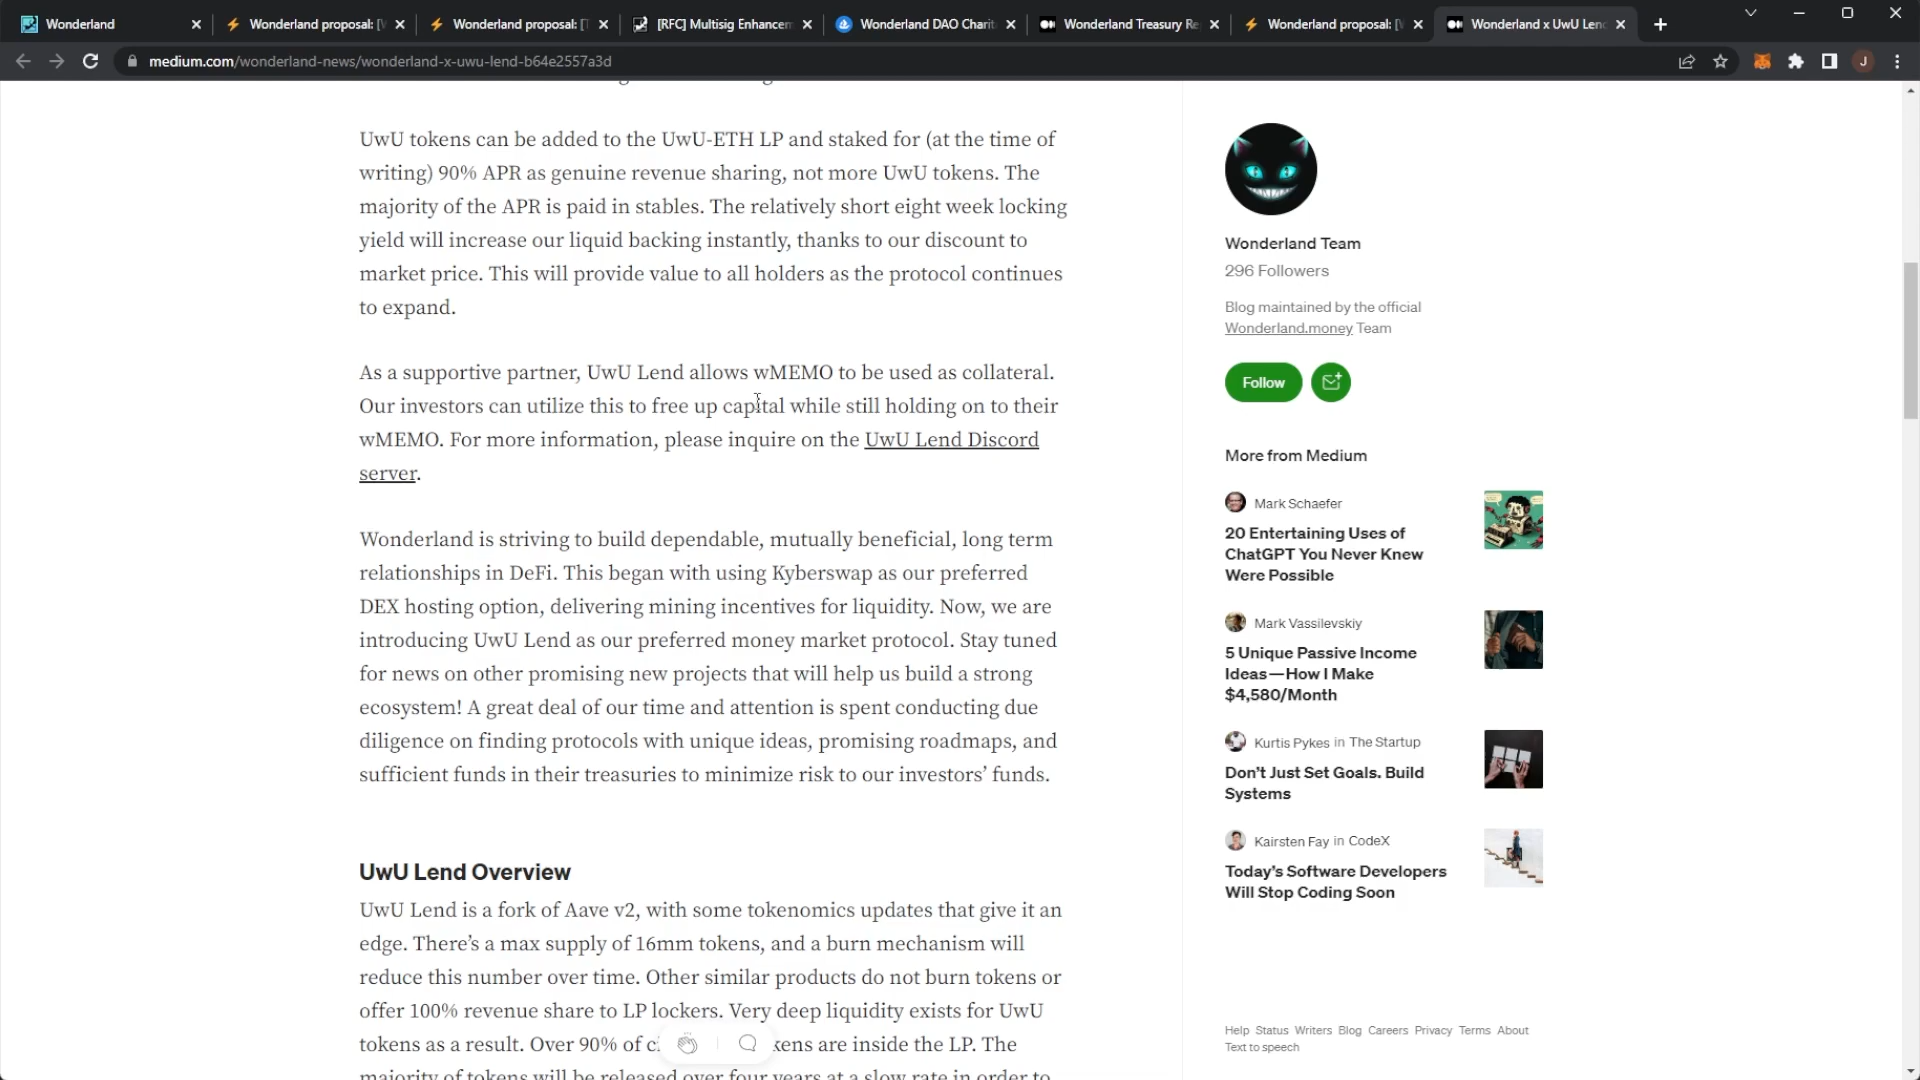 Wonderland
Wonderland proposal: [
Wonderland proposal: [
[RFC] Multisig Enhancem
Wonderland DAO Charit
Wonderland Treasury Re
Wonderland proposal: [
Wonderland x UwU Len
medium.com/wonderland-news/wonderland-x-uwu-lend-b64e2557a3d
J
UwU tokens can be added to the UwU-ETH LP and staked for (at the time of
writing) 90% APR as genuine revenue sharing, not more UwU tokens. The
majority of the APR is paid in stables. The relatively short eight week locking
yield will increase our liquid backing instantly, thanks to our discount to
market price. This will provide value to all holders as the protocol continues
to expand.
As a supportive partner, UwU Lend allows wMEMO to be used as collateral.
Our investors can utilize this to free up capital while still holding on to their
wMEMO. For more information, please inquire on the UwU Lend Discord
server.
Wonderland is striving to build dependable, mutually beneficial, long term
relationships in DeFi. This began with using Kyberswap as our preferred
DEX hosting option, delivering mining incentives for liquidity. Now, we are
introducing UwU Lend as our preferred money market protocol. Stay tuned
for news on other promising new projects that will help us build a strong
ecosystem! A great deal of our time and attention is spent conducting due
diligence on finding protocols with unique ideas, promising roadmaps, and
sufficient funds in their treasuries to minimize risk to our investors’ funds.
UwU Lend Overview
UwU Lend is a fork of Aave v2, with some tokenomics updates that give it an
edge. There’s a max supply of 16mm tokens, and a burn mechanism will
reduce this number over time. Other similar products do not burn tokens or
offer 100% revenue share to LP lockers. Very deep liquidity exists for UwU
tokens as a result. Over 90% of ci kens are inside the LP. The
majority of tokens will be released over four years at a slow rate in order to
Wonderland Team
296 Followers
Blog maintained by the official
Wonderland.money Team
Follow
More from Medium
Mark Schaefer
20 Entertaining Uses of
ChatGPT You Never Knew
Were Possible
Mark Vassilevskiy
5 Unique Passive Income
Ideas — How I Make
$4,580/Month
Kurtis Pykes in The Startup
Don’t Just Set Goals. Build
Systems
Kairsten Fay in CodeX
Today’s Software Developers
Will Stop Coding Soon
Help Status Writers Blog Careers Privacy Terms About
Text to speech